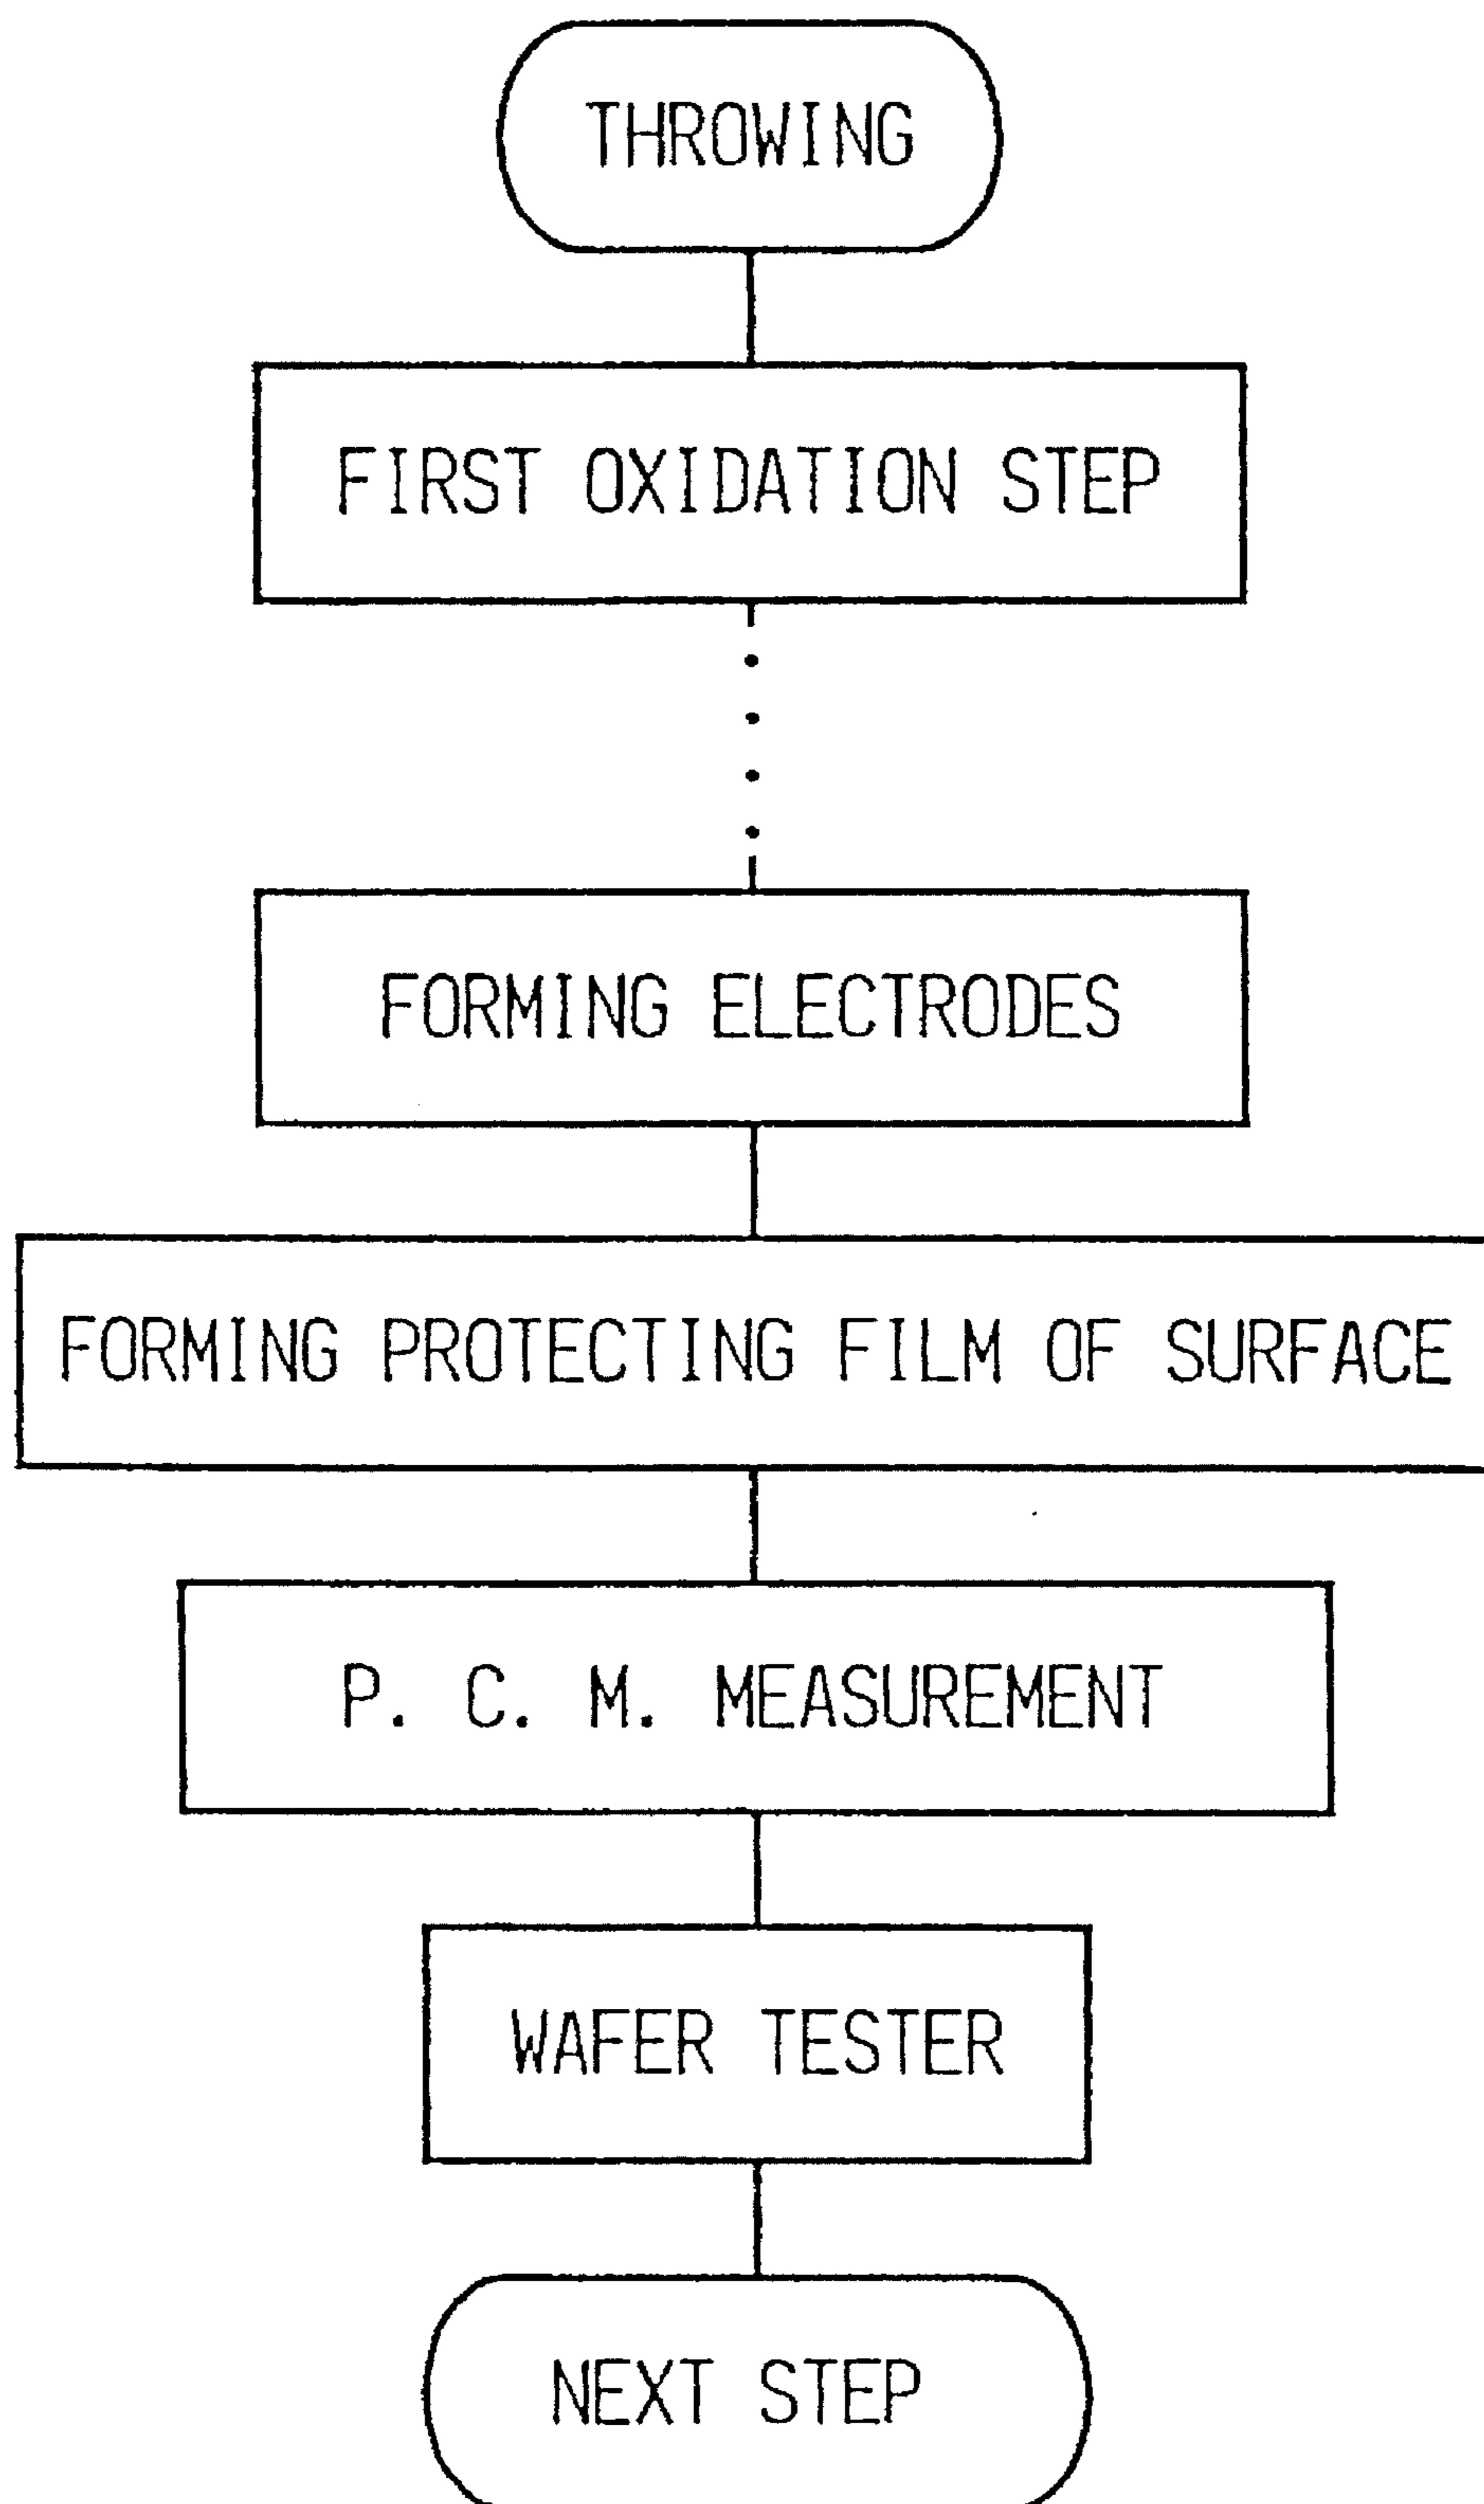 THROWING
FIRST OXIDATION STEP
FORMING ELECTRODES
FORMING PROTECTING FILM OF SURFACE
P. C. M. MEASUREMENT
WAFER TESTER
NEXT STEP